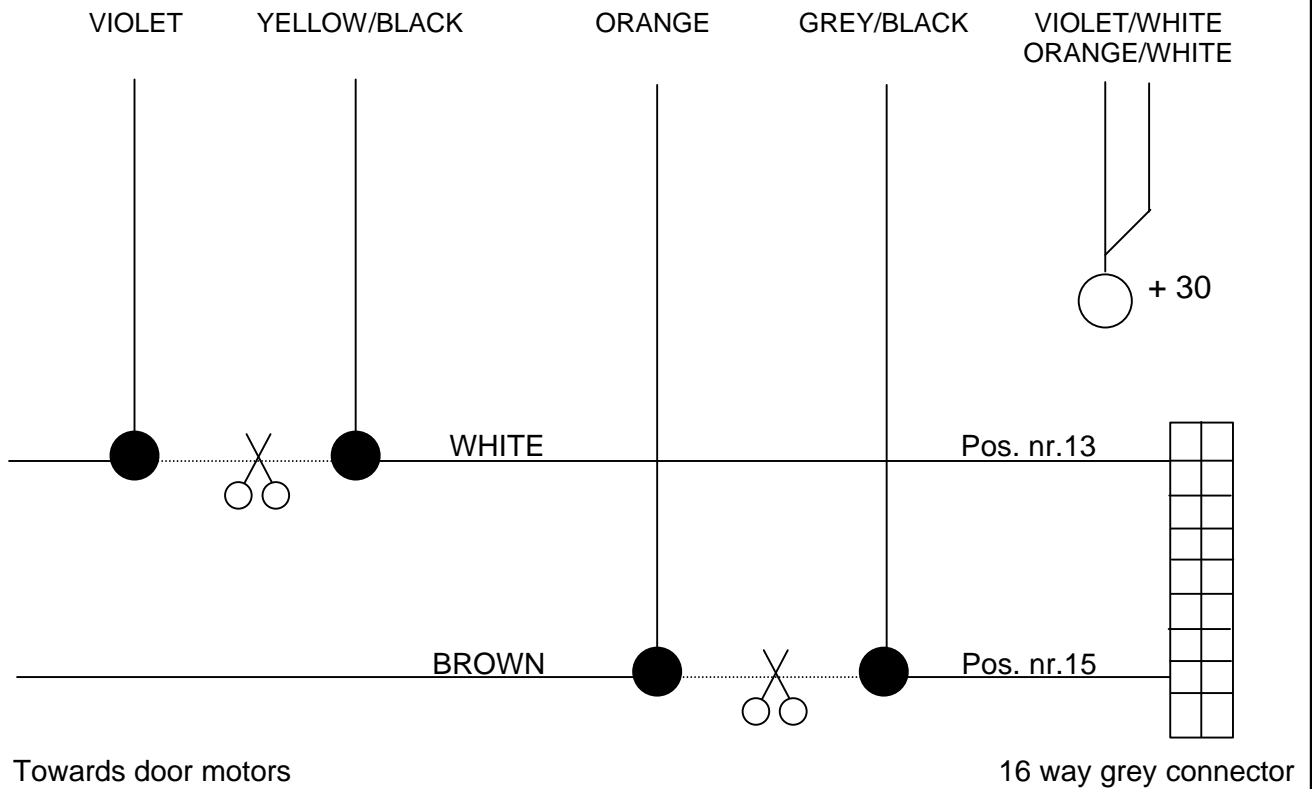 VIOLET YELLOW/BLACK ORANGE GREY/BLACK VIOLET/WHITE
ORANGE/WHITE
+ 30
WHITE Pos. nr.13
BROWN Pos. nr.15
Towards door motors 16 way grey connector